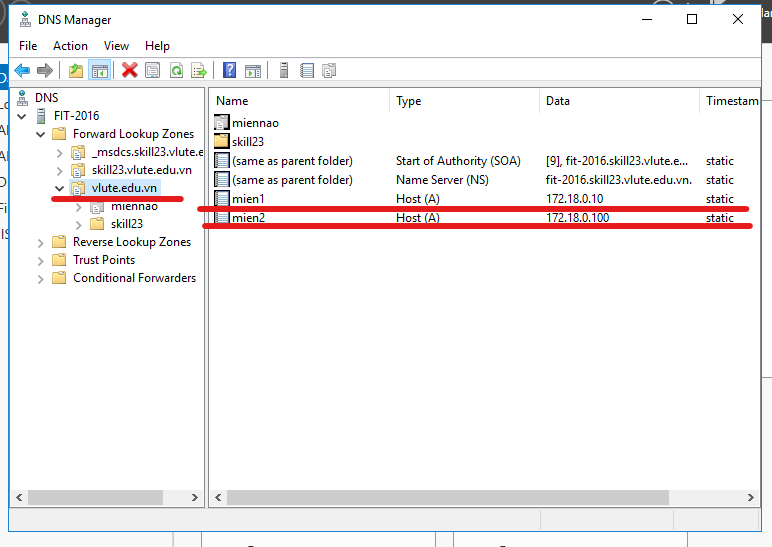 DNS Manager
File Action View Help
DNS
FIT-2016
Forward Lookup Zones
_msdcs.skill23.vlute.e
skill23.vlute.edu.vn
vlute.edu.vn
miennao
skill23
Reverse Lookup Zones
Trust Points
Conditional Forwarders
Name Type Data Timestam
miennao
skill23
(same as parent folder) Start of Authority (SOA) [9], fit-2016.skill23.vlute.e... static
(same as parent folder) Name Server (NS) fit-2016.skill23.vlute.edu.vn. static
mien1 Host (A) 172.18.0.10 static
mien2 Host (A) 172.18.0.100 static